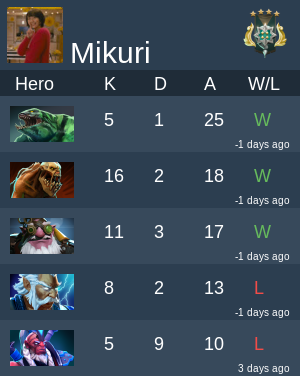 Mikuri
Hero K D A W/L
5 1 25 W
-1 days ago
16 2 18 W
-1 days ago
11 3 17 W
-1 days ago
8 2 13 L
-1 days ago
5 9 10 L
3 days ago